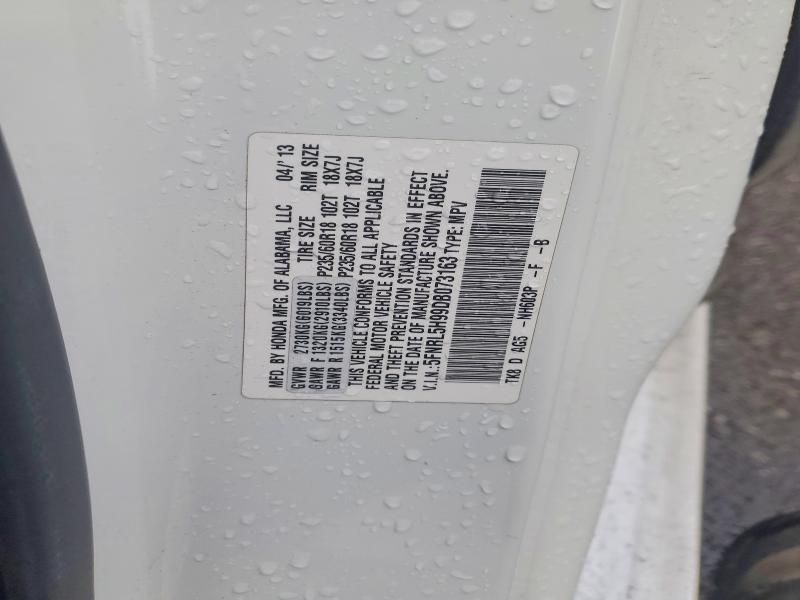 MFD. BY HONDA MFG. OF ALABAMA, LLC 04/'13
TIRE SIZE RIM SIZE
GVWR 2730KG(6019LBS)
GAWR F 1320KG(2910LBS) P235/60R18 102T 18X7J
GAWR R 1515KG(3340LBS) P235/60R18 102T 18X7J
THIS VEHICLE CONFORMS TO ALL APPLICABLE
FEDERAL MOTOR VEHICLE SAFETY
AND THEFT PREVENTION STANDARDS IN EFFECT
ON THE DATE OF MANUFACTURE SHOWN ABOVE.
V.I.N.:5FNRL5H99DB073163 TYPE: MPV
TK8 D AG5 -NH683P -F -B